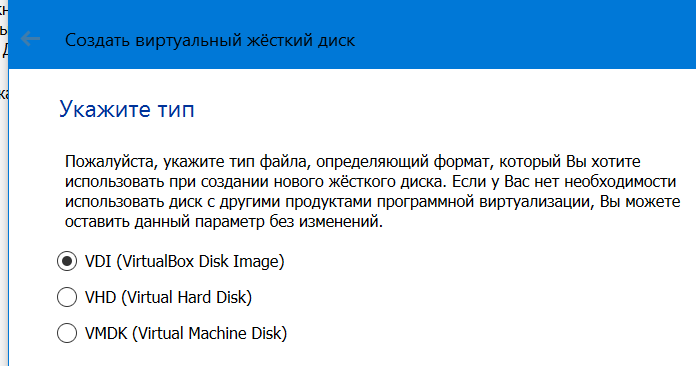 Создать виртуальный жёсткий диск
Укажите тип
Пожалуйста, укажите тип файла, определяющий формат, который Вы хотите
использовать при создании нового жёсткого диска. Если у Вас нет необходимости
использовать диск с другими продуктами программной виртуализации, Вы можете
оставить данный параметр без изменений.
VDI (VirtualBox Disk Image)
VHD (Virtual Hard Disk)
VMDK (Virtual Machine Disk)